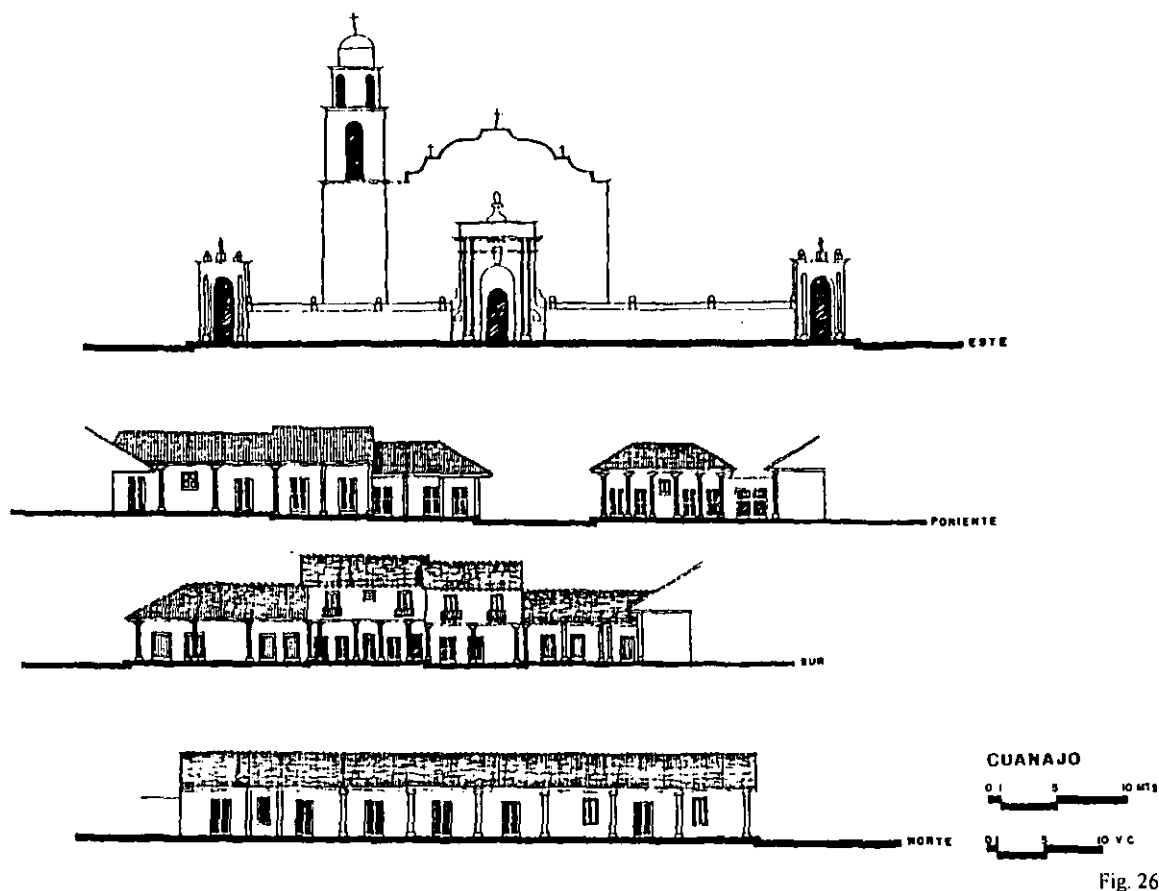 ESTE
PONIENTE
SUR
NORTE
CUANAJO
0 1 5 10 MTS
0 1 5 10 V C
Fig. 26